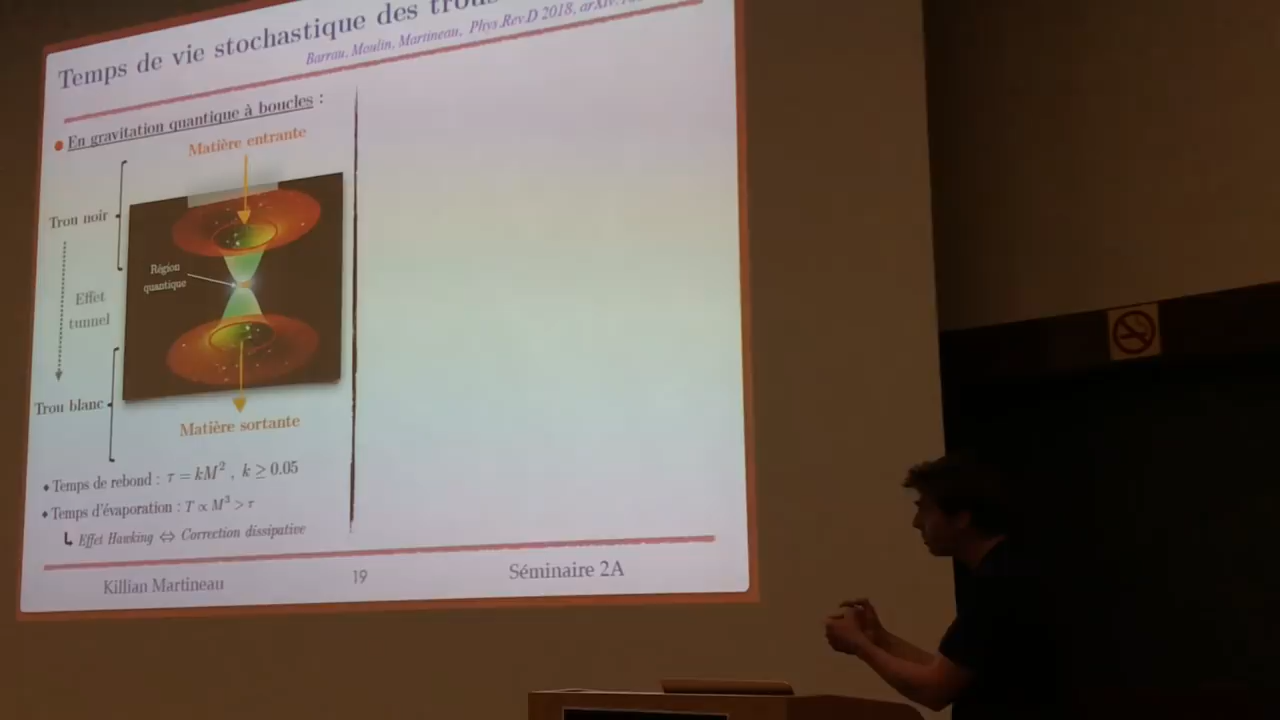 Temps de vie stochastique des trous
Barrau, Moulin, Martineau, Phys.Rev.D 2018,
En gravitation quantique à boucles :
Matière entrante
Trou noir
Région
quantique
Effet
tunnel
Trou blanc
Matière sortante
Temps de rebond : τ = kM² , k ≥ 0.05
Temps d'évaporation : T ∝ M³ > τ
Effet Hawking ⇔ Correction dissipative
Killian Martineau
19
Séminaire 2A